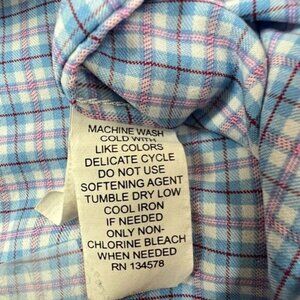 MACHINE WASH
COLD WITH
LIKE COLORS
DELICATE CYCLE
DO NOT USE
SOFTENING AGENT
TUMBLE DRY LOW
COOL IRON
IF NEEDED
ONLY NON-
CHLORINE BLEACH
WHEN NEEDED
RN 134578